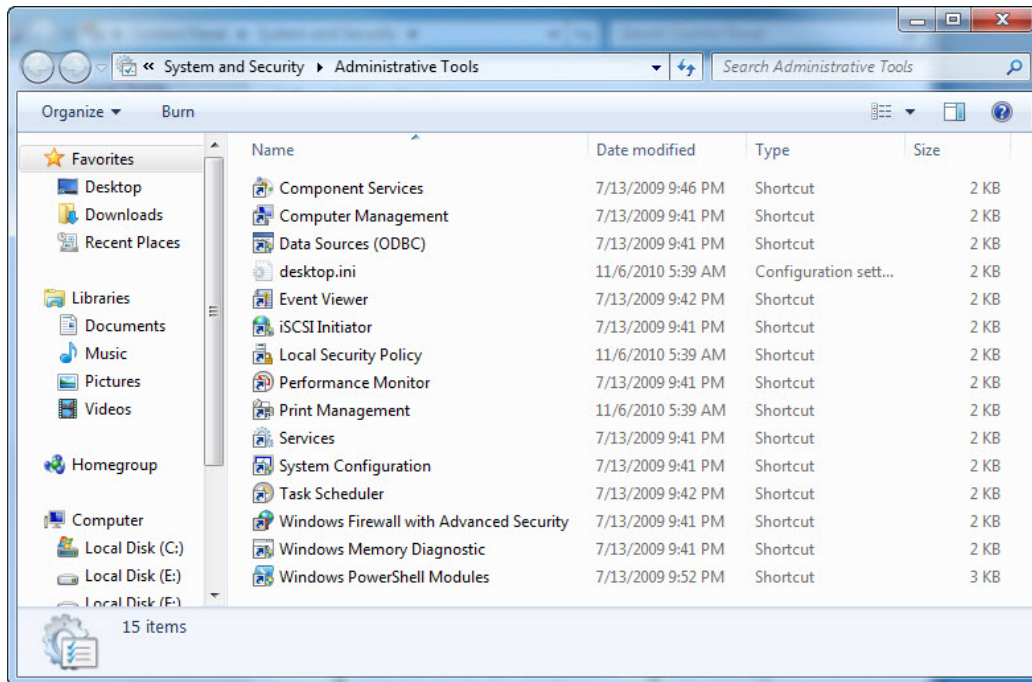 « System and Security ▸ Administrative Tools
Search Administrative Tools
Organize Burn
Name Date modified Type Size
Favorites
Desktop
Downloads
Recent Places
Libraries
Documents
Music
Pictures
Videos
Homegroup
Computer
Local Disk (C:)
Local Disk (E:)
Local Disk (F:)
Component Services 7/13/2009 9:46 PM Shortcut 2 KB
Computer Management 7/13/2009 9:41 PM Shortcut 2 KB
Data Sources (ODBC) 7/13/2009 9:41 PM Shortcut 2 KB
desktop.ini 11/6/2010 5:39 AM Configuration sett... 2 KB
Event Viewer 7/13/2009 9:42 PM Shortcut 2 KB
iSCSI Initiator 7/13/2009 9:41 PM Shortcut 2 KB
Local Security Policy 11/6/2010 5:39 AM Shortcut 2 KB
Performance Monitor 7/13/2009 9:41 PM Shortcut 2 KB
Print Management 11/6/2010 5:39 AM Shortcut 2 KB
Services 7/13/2009 9:41 PM Shortcut 2 KB
System Configuration 7/13/2009 9:41 PM Shortcut 2 KB
Task Scheduler 7/13/2009 9:42 PM Shortcut 2 KB
Windows Firewall with Advanced Security 7/13/2009 9:41 PM Shortcut 2 KB
Windows Memory Diagnostic 7/13/2009 9:41 PM Shortcut 2 KB
Windows PowerShell Modules 7/13/2009 9:52 PM Shortcut 3 KB
15 items